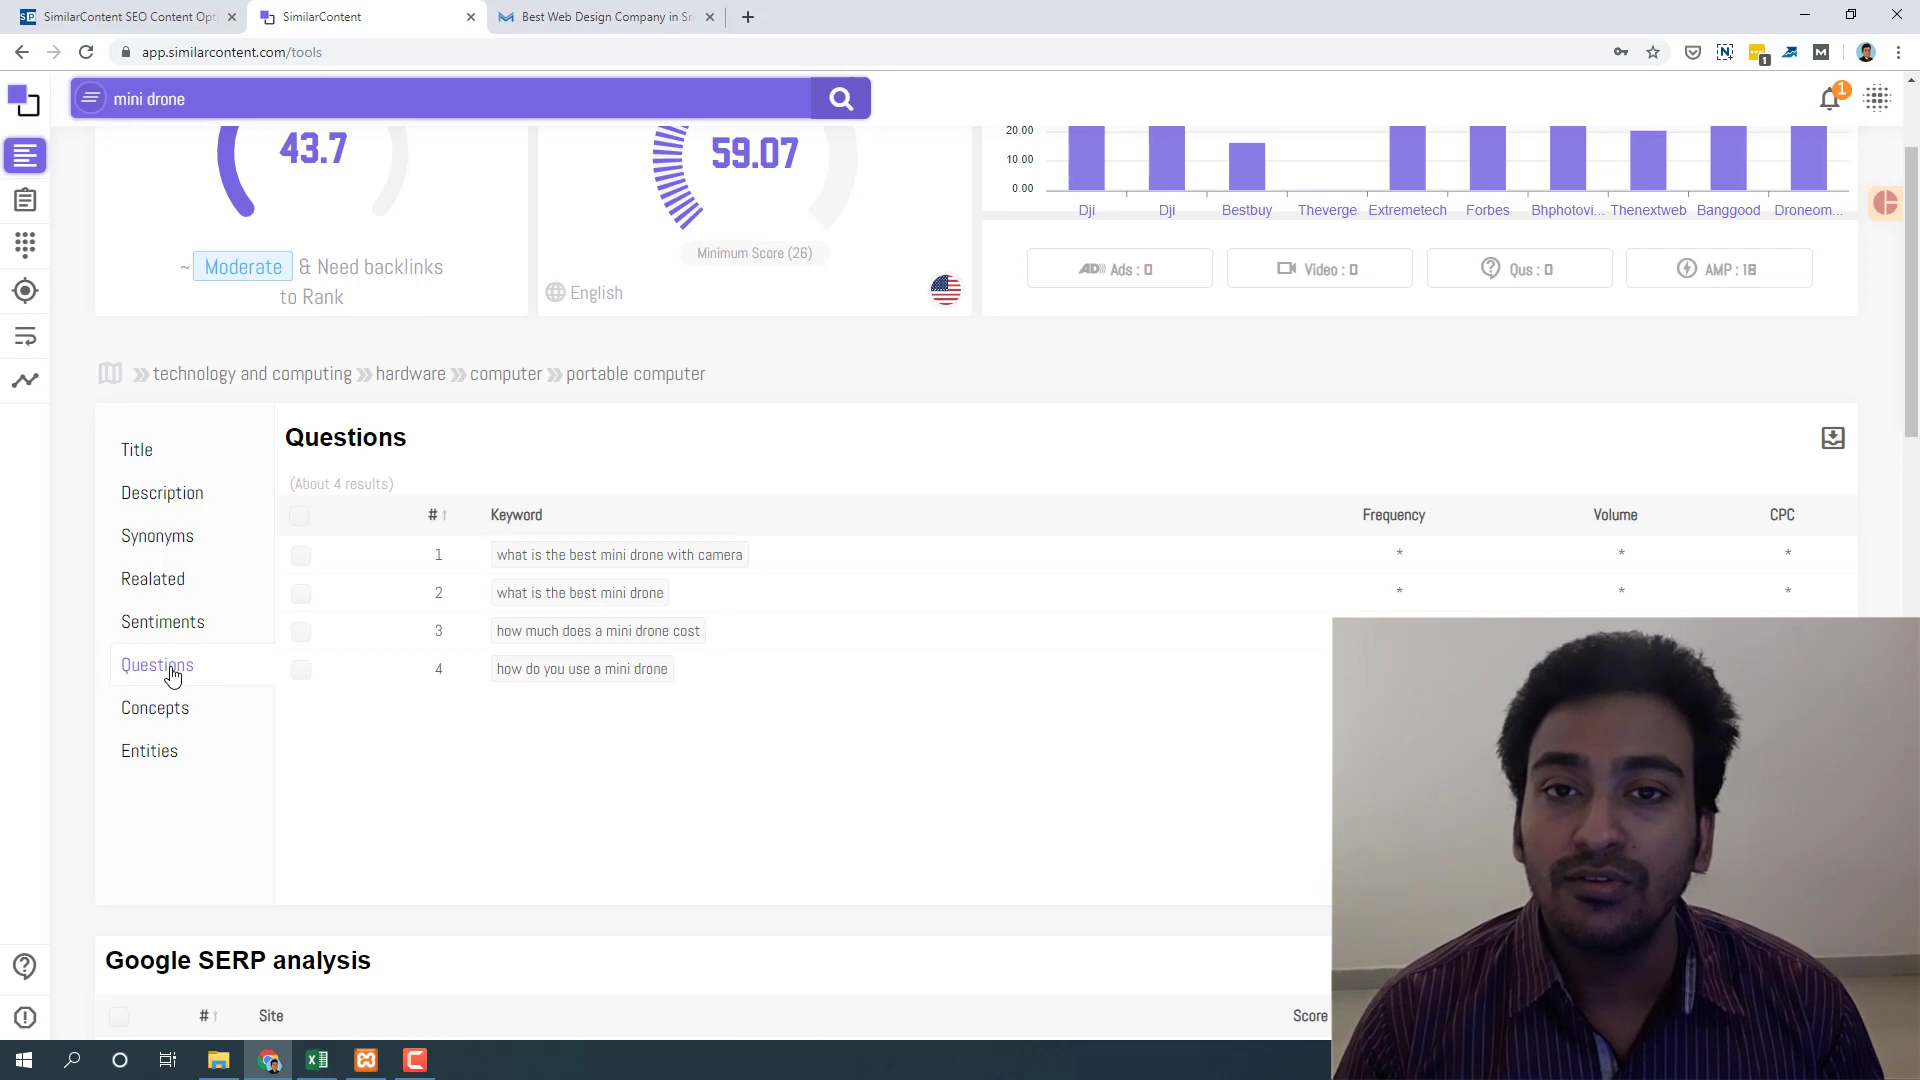 SimilarContent SEO Content Opt
SimilarContent
Best Web Design Company in Sri
app.similarcontent.com/tools
1
mini drone
1
43.7
~ Moderate & Need backlinks
to Rank
59.07
Minimum Score (26)
English
20.00
10.00
0.00
Dji Dji Bestbuy Theverge Extremetech Forbes Bhphotovi... Thenextweb Banggood Droneom...
AD Ads : 0
Video : 0
Qus : 0
AMP : 18
technology and computing hardware computer portable computer
Title
Description
Synonyms
Realated
Sentiments
Questions
Concepts
Entities
Questions
(About 4 results)
# Keyword Frequency Volume CPC
1 what is the best mini drone with camera * * *
2 what is the best mini drone * * *
3 how much does a mini drone cost
4 how do you use a mini drone
Google SERP analysis
# Site Score